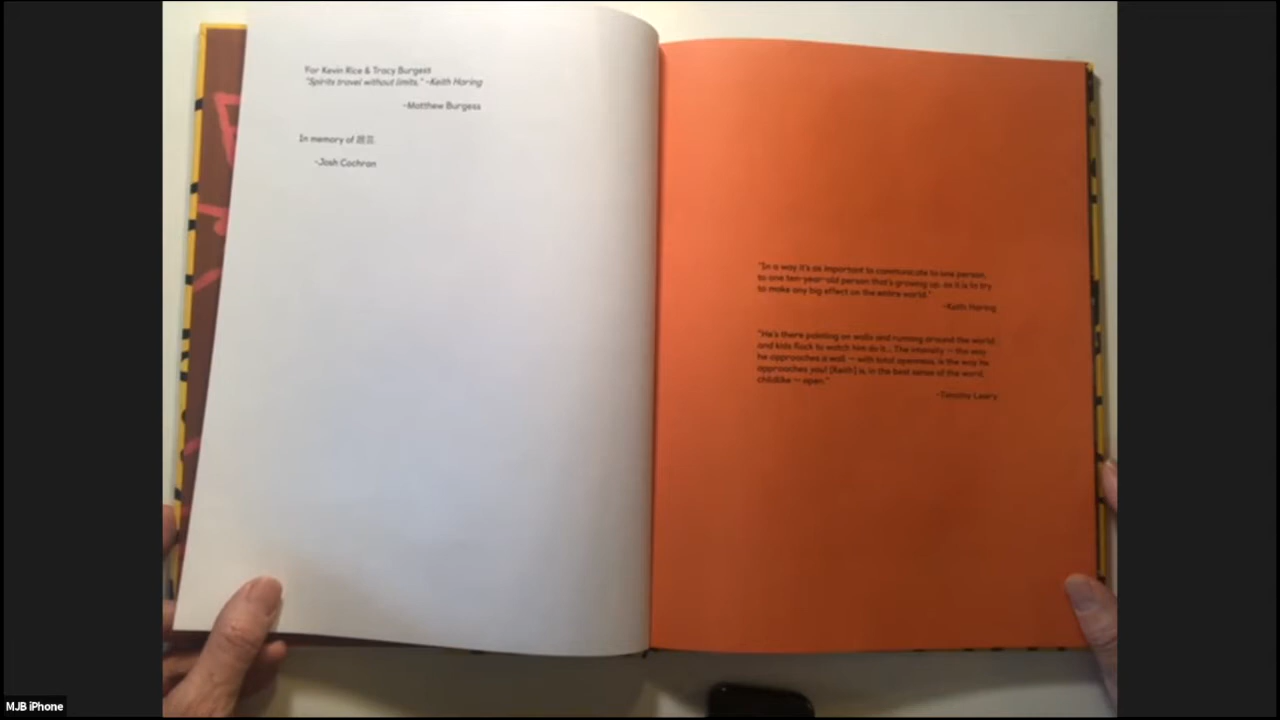 For Kevin Rice & Tracy Burgess
"Spirits travel without limits." -Keith Haring
-Matthew Burgess
In memory of
-Josh Cochran
"In a way it's as important to communicate to one person,
to one ten-year-old person that's growing up, as it is to try
to make any big effect on the entire world."
-Keith Haring
"He's there painting on walls and running around the world
and kids flock to watch him do it... The intensity — the way
he approaches a wall — with total openness, is the way he
approaches you! [Keith] is, in the best sense of the word,
childlike — open."
-Timothy Leary
MJB iPhone